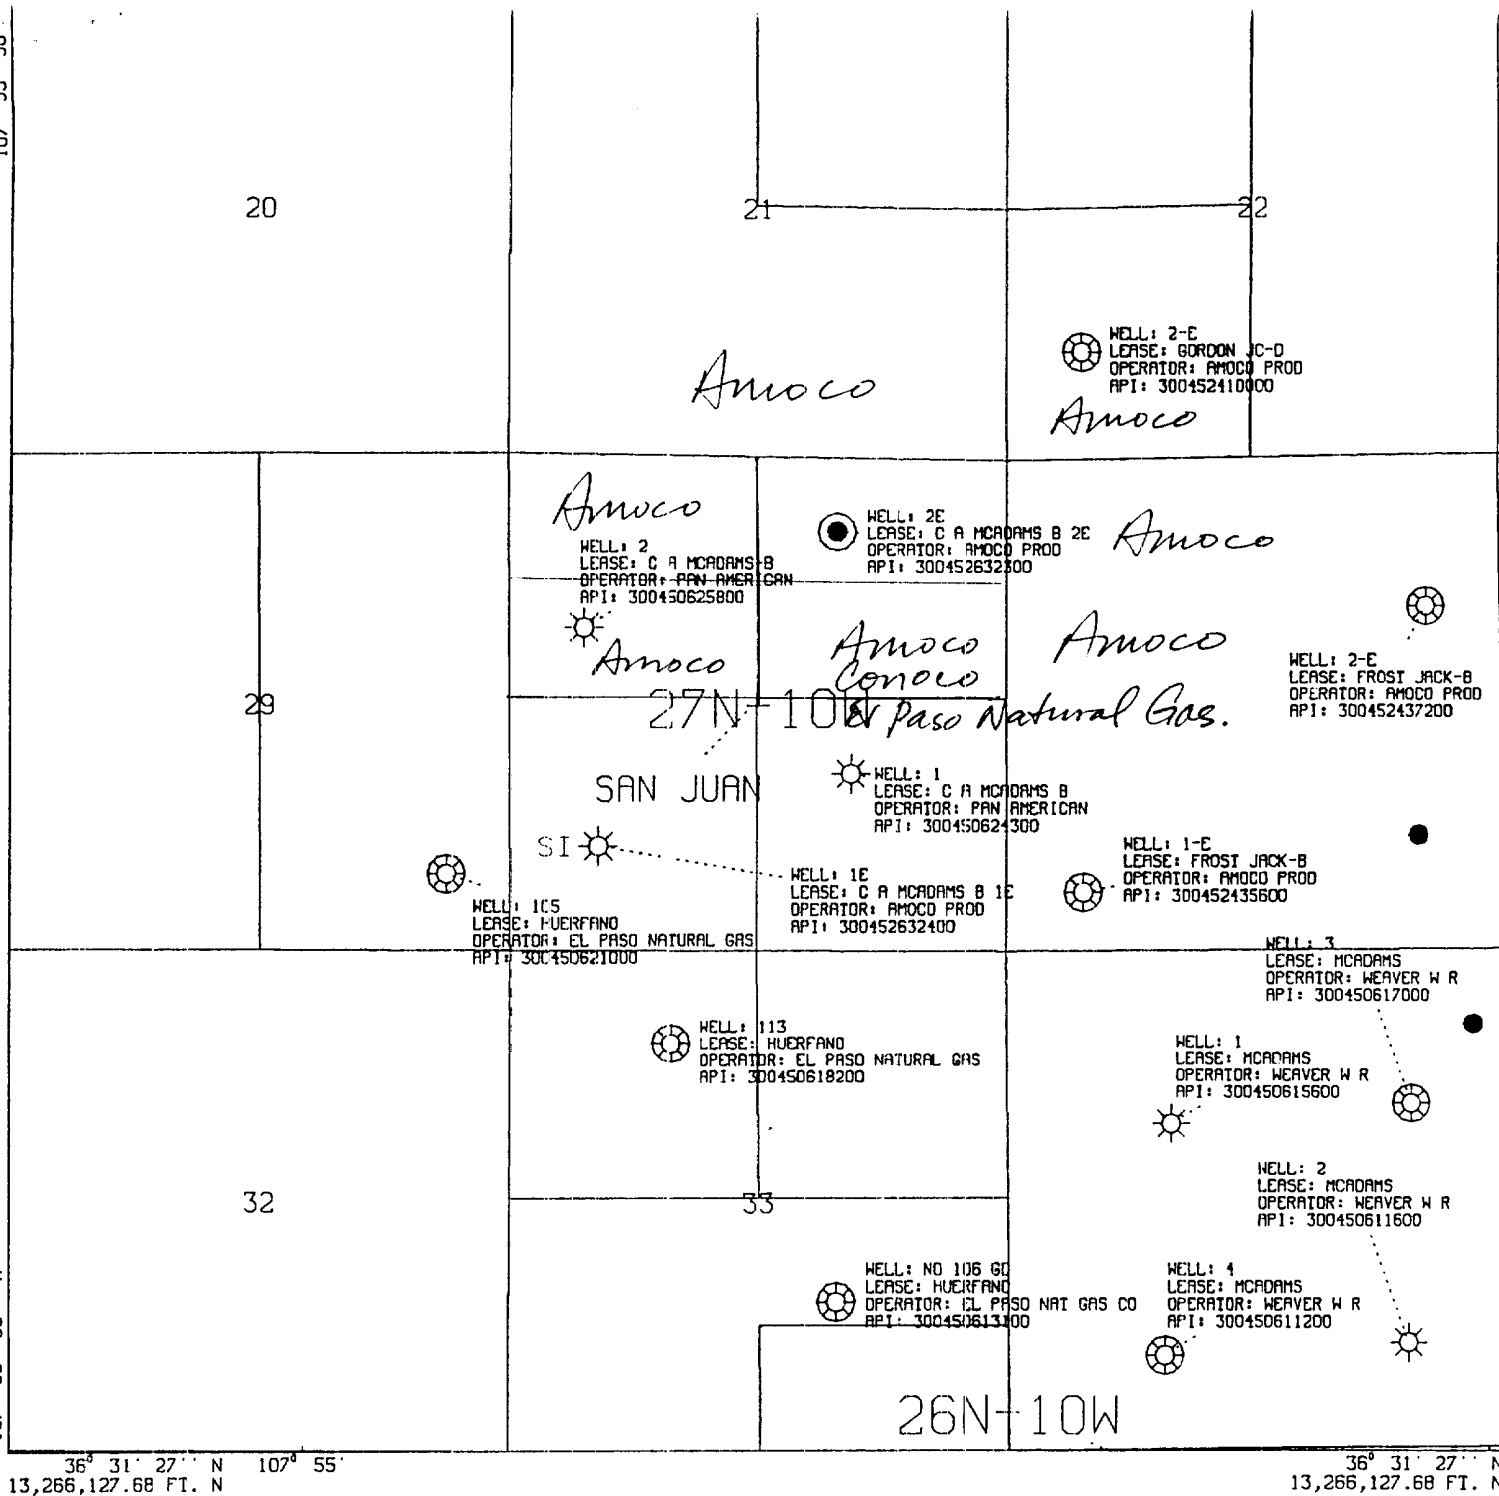 20
21
22
WELL: 2-E
LEASE: GORDON JC-D
OPERATOR: AMOCO PROD
API: 300452410000
Amoco
Amoco
Amoco
WELL: 2
LEASE: C A MCADAMS B
OPERATOR: PAN AMERICAN
API: 300450625800
WELL: 2E
LEASE: C A MCADAMS B 2E
OPERATOR: AMOCO PROD
API: 300452632300
Amoco
Amoco
Amoco
Conoco
El Paso Natural Gas.
Amoco
WELL: 2-E
LEASE: FROST JACK-B
OPERATOR: AMOCO PROD
API: 300452437200
29
27N-10W
SAN JUAN
WELL: 1
LEASE: C A MCADAMS B
OPERATOR: PAN AMERICAN
API: 300450624300
SI
WELL: 1E
LEASE: C A MCADAMS B 1E
OPERATOR: AMOCO PROD
API: 300452632400
WELL: 1-E
LEASE: FROST JACK-B
OPERATOR: AMOCO PROD
API: 300452435600
WELL: 105
LEASE: HUERFANO
OPERATOR: EL PASO NATURAL GAS
API: 300450621000
WELL: 3
LEASE: MCADAMS
OPERATOR: WEAVER W R
API: 300450617000
WELL: 113
LEASE: HUERFANO
OPERATOR: EL PASO NATURAL GAS
API: 300450618200
WELL: 1
LEASE: MCADAMS
OPERATOR: WEAVER W R
API: 300450615600
32
33
WELL: 2
LEASE: MCADAMS
OPERATOR: WEAVER W R
API: 300450611600
WELL: NO 106 GD
LEASE: HUERFANO
OPERATOR: EL PASO NAT GAS CO
API: 300450613100
WELL: 4
LEASE: MCADAMS
OPERATOR: WEAVER W R
API: 300450611200
26N-10W
36° 31' 27'' N 107° 55'
13,266,127.68 FT. N
36° 31' 27'' N
13,266,127.68 FT. N